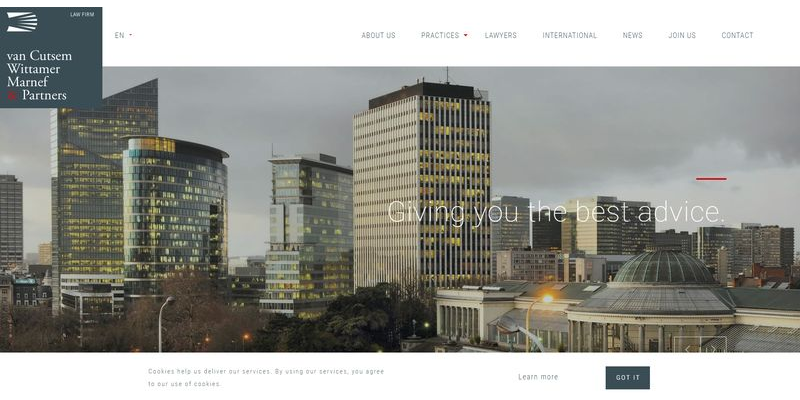 LAW FIRM
van Cutsem
Wittamer
Marnef
& Partners
EN
ABOUT US
PRACTICES
LAWYERS
INTERNATIONAL
NEWS
JOIN US
CONTACT
Giving you the best advice.
Cookies help us deliver our services. By using our services, you agree
to our use of cookies.
Learn more
GOT IT